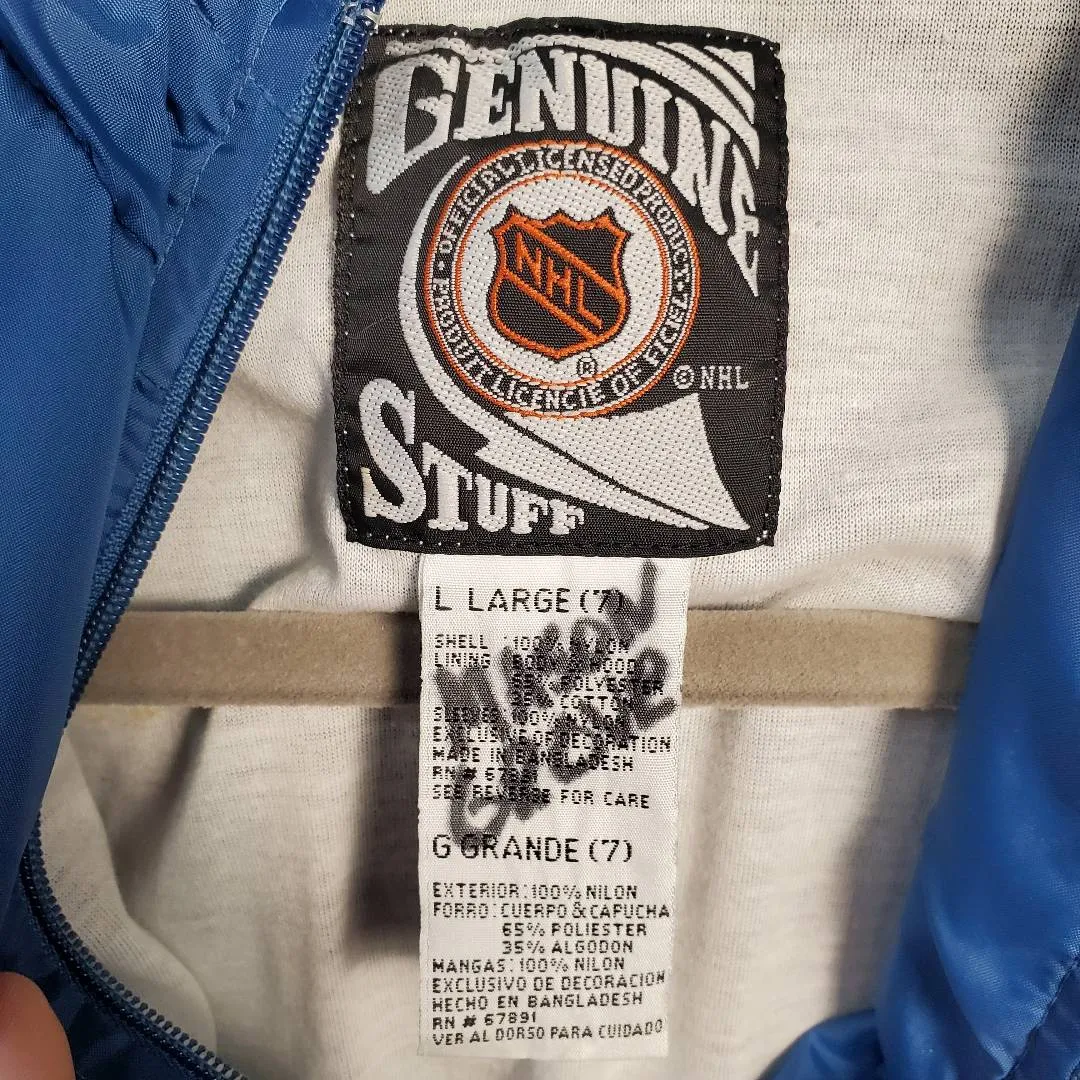 GENUINE
• OFFICIAL LICENSED PRODUCT •
PRODUIT LICENCIE OFFICIEL
NHL
®
© NHL
STUFF
L LARGE (7)
SHELL : 100% NYLON
LINING : BODY & HOOD
65% POLYESTER
35% COTTON
SLEEVES : 100% NYLON
EXCLUSIVE OF DECORATION
MADE IN BANGLADESH
RN # 67891
SEE REVERSE FOR CARE
G GRANDE (7)
EXTERIOR: 100% NILON
FORRO: CUERPO & CAPUCHA
65% POLIESTER
35% ALGODON
MANGAS: 100% NILON
EXCLUSIVO DE DECORACION
HECHO EN BANGLADESH
RN # 67891
VER AL DORSO PARA CUIDADO